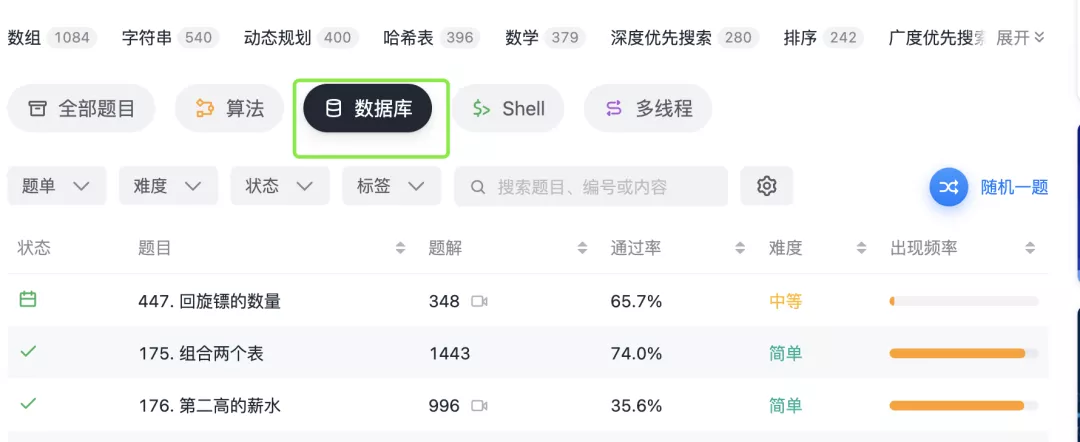 数组 1084 字符串 540 动态规划 400 哈希表 396 数学 379 深度优先搜索 280 排序 242 广度优先搜索 展开
全部题目 算法 数据库 $> Shell 多线程
题单 难度 状态 标签 搜索题目、编号或内容 随机一题
状态 题目 题解 通过率 难度 出现频率
447. 回旋镖的数量 348 65.7% 中等
175. 组合两个表 1443 74.0% 简单
176. 第二高的薪水 996 35.6% 简单